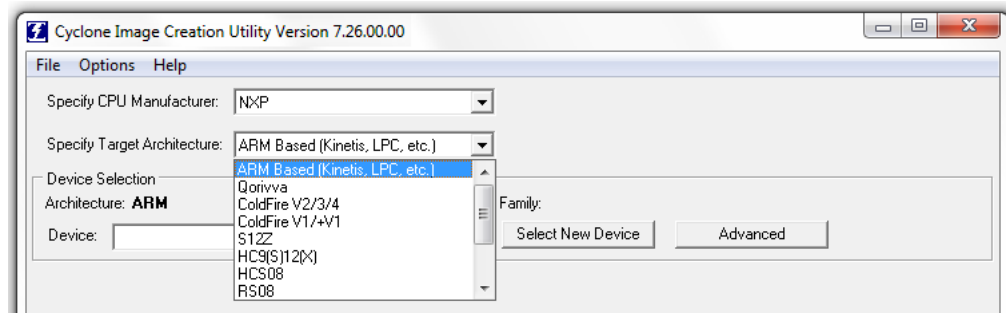 Cyclone Image Creation Utility Version 7.26.00.00
File Options Help
Specify CPU Manufacturer: NXP
Specify Target Architecture: ARM Based (Kinetis, LPC, etc.)
ARM Based (Kinetis, LPC, etc.)
Device Selection
Qorivva
Architecture: ARM
ColdFire V2/3/4
Family:
ColdFire V1/+V1
Device:
S12Z
Select New Device
Advanced
HC9(S)12(X)
HCS08
RS08